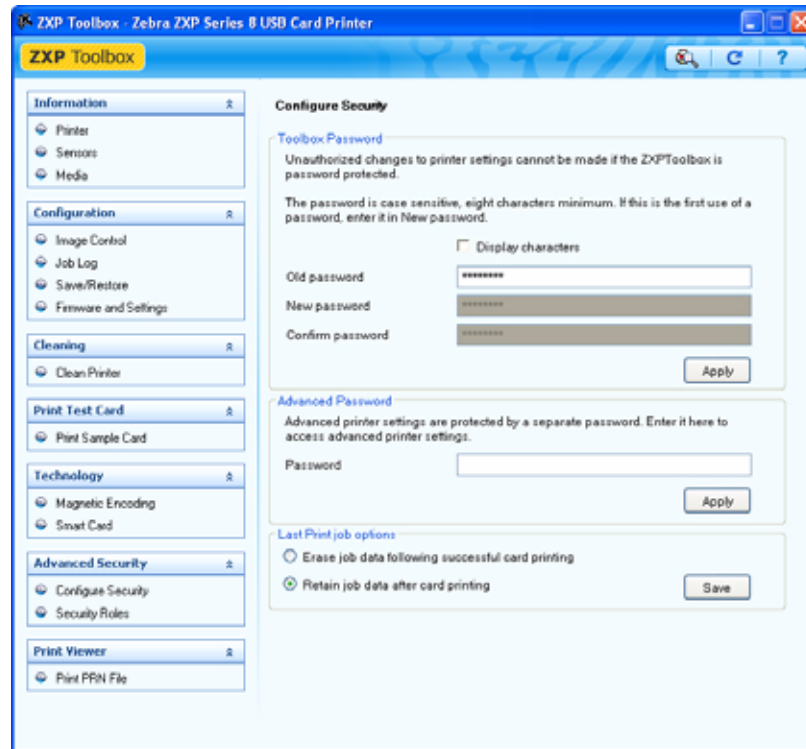 ZXP Toolbox - Zebra ZXP Series 8 USB Card Printer
ZXP Toolbox
?
Information
Printer
Sensors
Media
Configuration
Image Control
Job Log
Save/Restore
Firmware and Settings
Cleaning
Clean Printer
Print Test Card
Print Sample Card
Technology
Magnetic Encoding
Smart Card
Advanced Security
Configure Security
Security Roles
Print Viewer
Print PRN File
Configure Security
Toolbox Password
Unauthorized changes to printer settings cannot be made if the ZXPToolbox is
password protected.
The password is case sensitive, eight characters minimum. If this is the first use of a
password, enter it in New password.
Display characters
Old password
********
New password
********
Confirm password
********
Apply
Advanced Password
Advanced printer settings are protected by a separate password. Enter it here to
access advanced printer settings.
Password
Apply
Last Print job options
Erase job data following successful card printing
Retain job data after card printing
Save